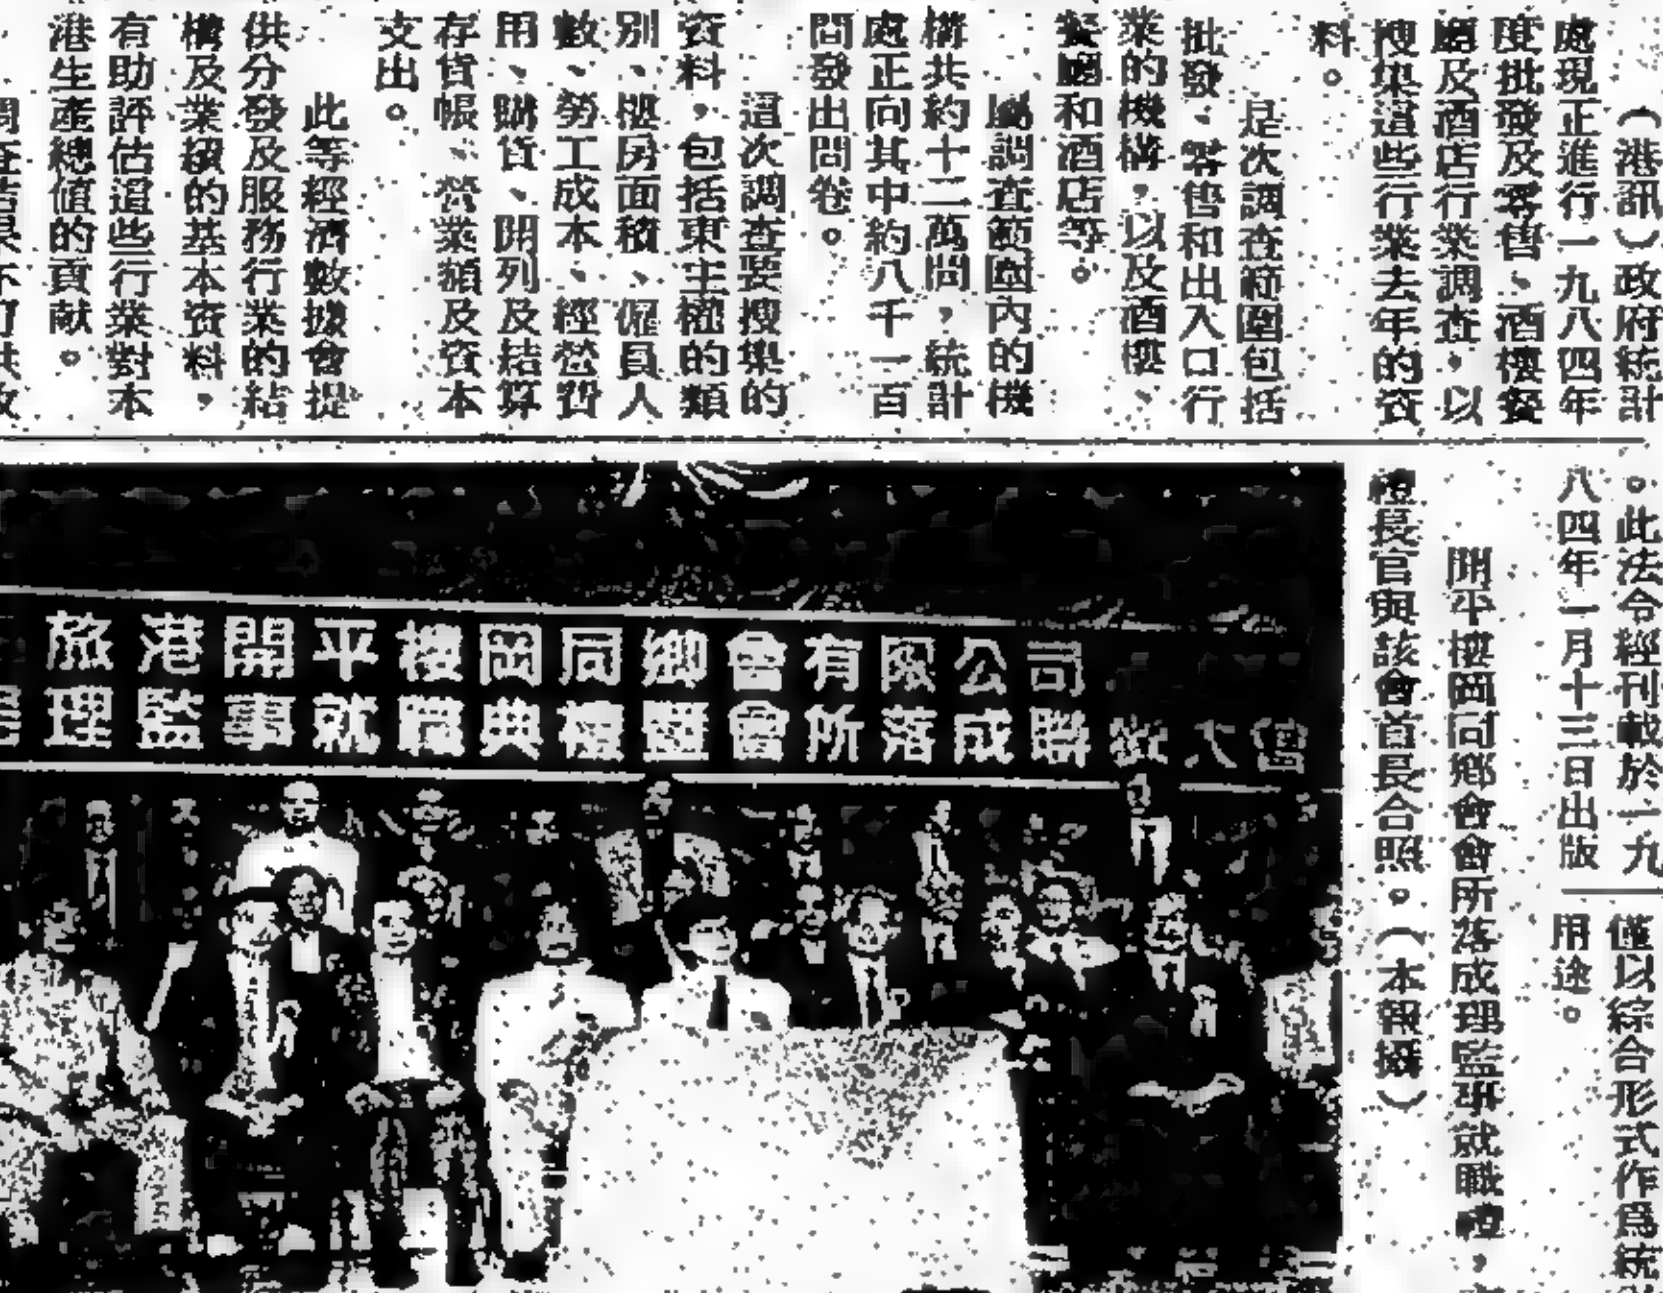 （港訊）政府統計
處現正進行一九八四年
度批發及零售、酒樓餐
廳及酒店行業調查，以
搜集這些行業去年的資
料。
是次調查範圍包括
批發、零售和出入口行
業的機構，以及酒樓、
餐廳和酒店等。
屬調查範圍內的機
構共約十二萬間，統計
處正向其中約八千一百
間發出問卷。
這次調查要搜集的
資料，包括東主權的類
別、樓房面積、僱員人
數、勞工成本、經營費
用、購貨、開列及結算
存貨帳、營業額及資本
支出。
此等經濟數據會提
供分發及服務行業的結
構及業績的基本資料，
有助評估這些行業對本
港生產總值的貢献。
調查結果不可供政
。此法令經刊載於一九
八四年一月十三日出版
僅以綜合形式作爲統計
用途。
開平樓岡同鄉會會所落成理監事就職禮，
禮長官與該會首長合照。（本報攝）
旅港開平樓岡同鄉會有限公司
理監事就職典禮暨會所落成聯歡大會